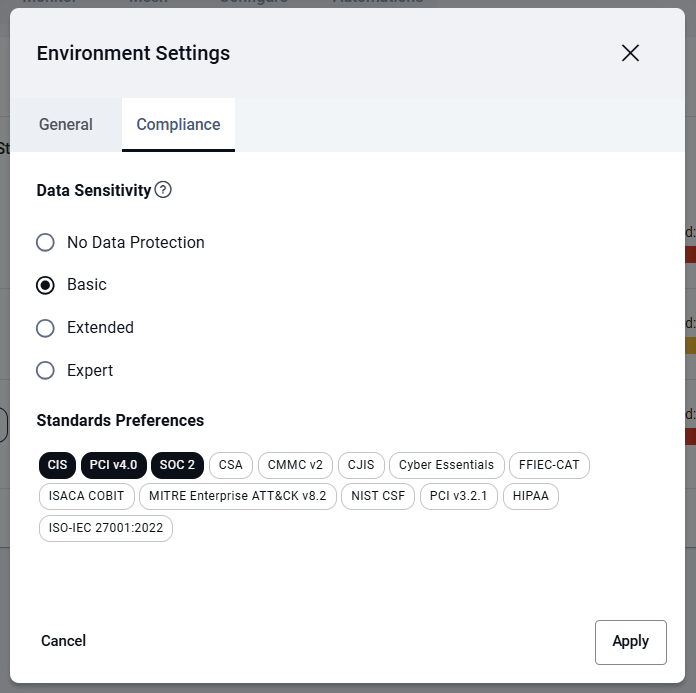 Environment Settings
General Compliance
Data Sensitivity ?
No Data Protection
Basic
Extended
Expert
Standards Preferences
CIS PCI v4.0 SOC 2 CSA CMMC v2 CJIS Cyber Essentials FFIEC-CAT
ISACA COBIT MITRE Enterprise ATT&CK v8.2 NIST CSF PCI v3.2.1 HIPAA
ISO-IEC 27001:2022
Cancel Apply